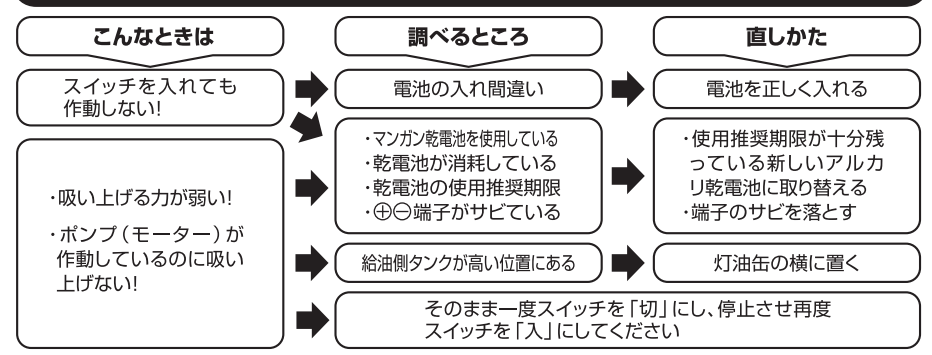 こんなときは
調べるところ
直しかた
スイッチを入れても
作動しない!
電池の入れ間違い
電池を正しく入れる
・吸い上げる力が弱い!
・ポンプ(モーター)が
作動しているのに吸い
上げない!
・マンガン乾電池を使用している
・乾電池が消耗している
・乾電池の使用推奨期限
・⊕⊖端子がサビている
・使用推奨期限が十分残
っている新しいアルカ
リ乾電池に取り替える
・端子のサビを落とす
給油側タンクが高い位置にある
灯油缶の横に置く
そのまま一度スイッチを「切」にし、停止させ再度
スイッチを「入」にしてください